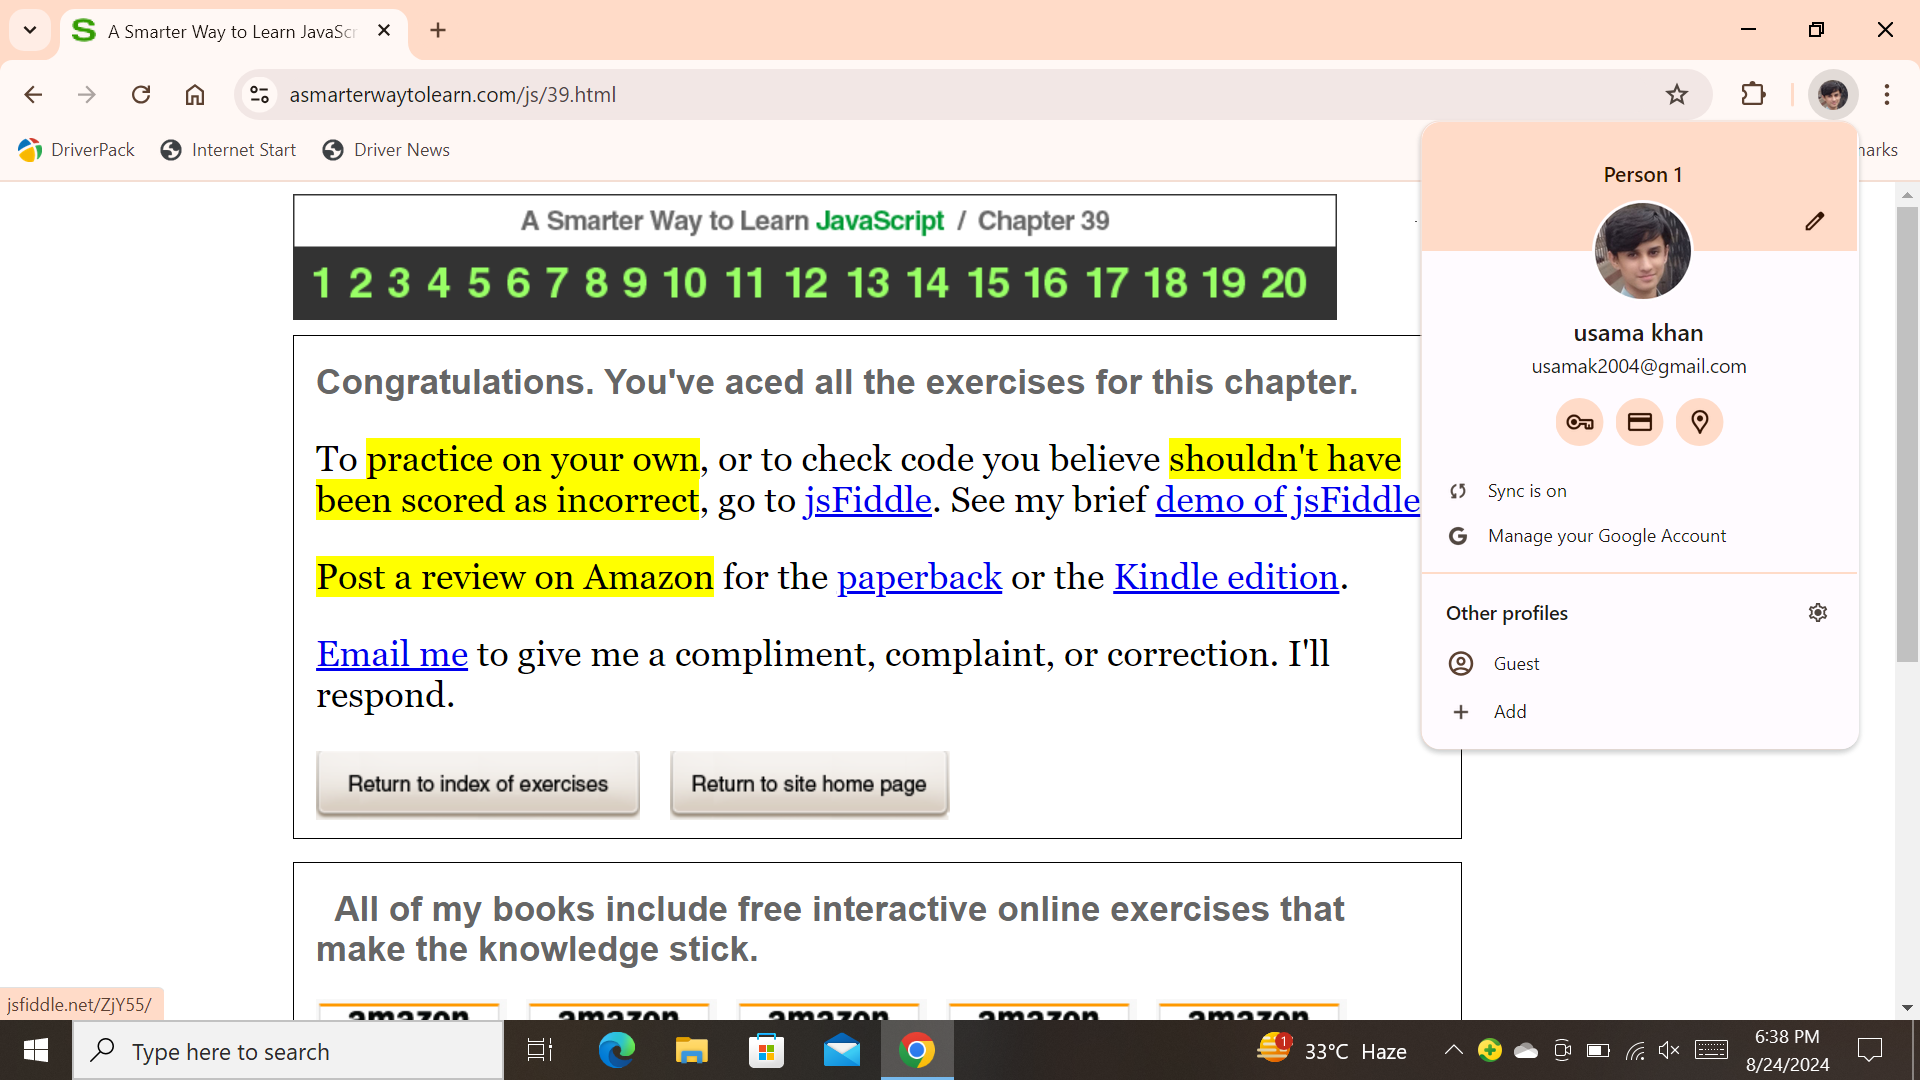 A Smarter Way to Learn JavaScr
asmarterwaytolearn.com/js/39.html
DriverPack
Internet Start
Driver News
arks
A Smarter Way to Learn JavaScript / Chapter 39
1 2 3 4 5 6 7 8 9 10 11 12 13 14 15 16 17 18 19 20
Congratulations. You've aced all the exercises for this chapter.
To practice on your own, or to check code you believe shouldn't have
been scored as incorrect, go to jsFiddle. See my brief demo of jsFiddle
Post a review on Amazon for the paperback or the Kindle edition.
Email me to give me a compliment, complaint, or correction. I'll
respond.
Return to index of exercises
Return to site home page
All of my books include free interactive online exercises that
make the knowledge stick.
amazon amazon amazon amazon amazon
Person 1
usama khan
usamak2004@gmail.com
Sync is on
Manage your Google Account
Other profiles
Guest
Add
jsfiddle.net/ZjY55/
Type here to search
1
33°C Haze
6:38 PM
8/24/2024